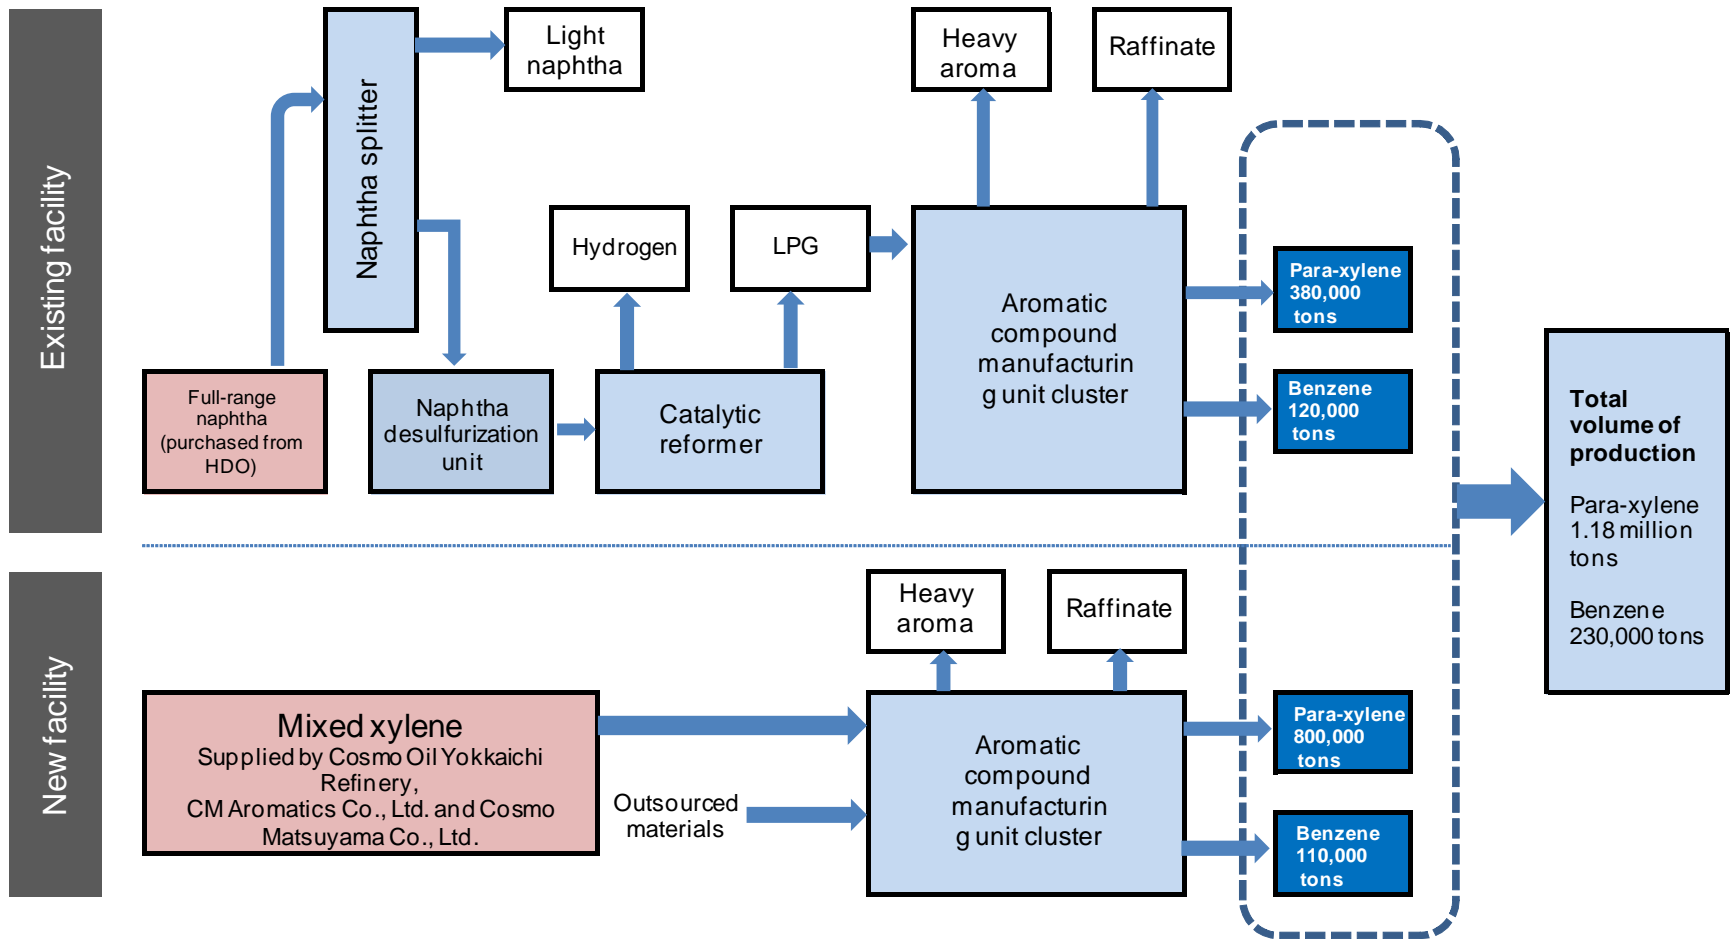 Existing facility
Naphtha splitter
Light
naphtha
Heavy
aroma
Raffinate
Hydrogen
LPG
Full-range
naphtha
(purchased from
HDO)
Naphtha
desulfurization
unit
Catalytic
reformer
Aromatic
compound
manufacturin
g unit cluster
Para-xylene
380,000
tons
Benzene
120,000
tons
Total
volume of
production
Para-xylene
1.18 million
tons
Benzene
230,000 tons
New facility
Heavy
aroma
Raffinate
Mixed xylene
Supplied by Cosmo Oil Yokkaichi
Refinery,
CM Aromatics Co., Ltd. and Cosmo
Matsuyama Co., Ltd.
Outsourced
materials
Aromatic
compound
manufacturin
g unit cluster
Para-xylene
800,000
tons
Benzene
110,000
tons